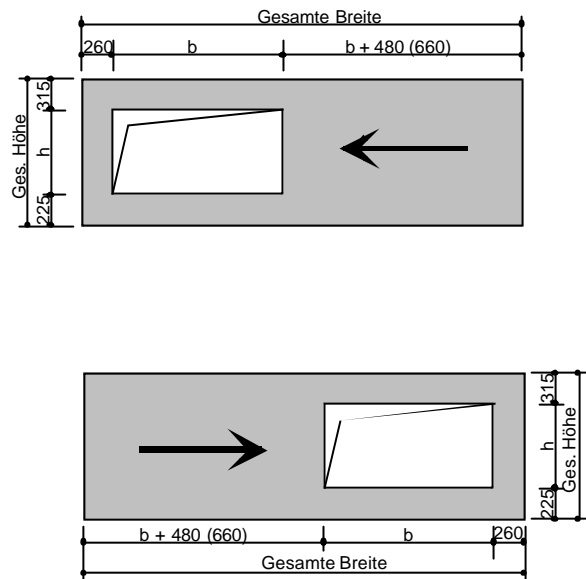 Gesamte Breite
260 b b + 480 (660)
315
h
225
Ges. Höhe
315
h
225
Ges. Höhe
b + 480 (660) b 260
Gesamte Breite